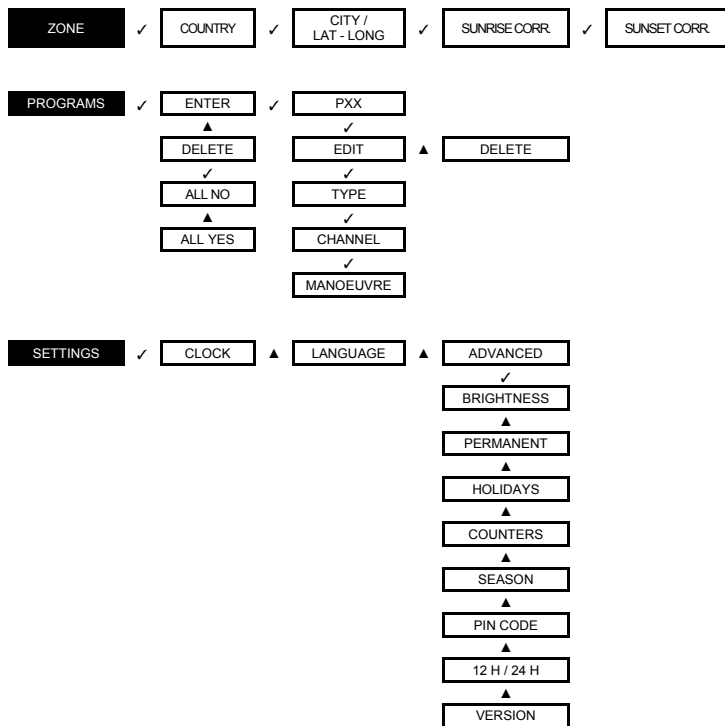 ZONE ✓ COUNTRY ✓ CITY / LAT - LONG ✓ SUNRISE CORR. ✓ SUNSET CORR.
PROGRAMS ✓ ENTER ✓ PXX
▲ ✓
DELETE EDIT ▲ DELETE
✓ ✓
ALL NO TYPE
▲ ✓
ALL YES CHANNEL
✓
MANOEUVRE
SETTINGS ✓ CLOCK ▲ LANGUAGE ▲ ADVANCED
✓
BRIGHTNESS
▲
PERMANENT
▲
HOLIDAYS
▲
COUNTERS
▲
SEASON
▲
PIN CODE
▲
12 H / 24 H
▲
VERSION